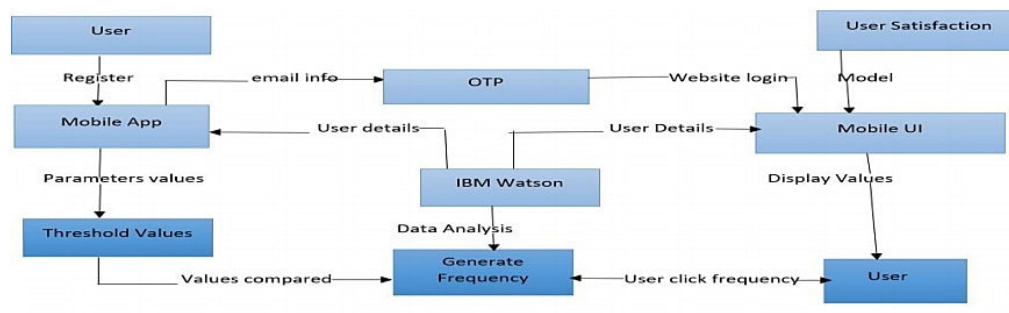 User
User Satisfaction
Register
email info
OTP
Website login
Model
Mobile App
User details
User Details
Mobile UI
Parameters values
IBM Watson
Display Values
Threshold Values
Data Analysis
Generate
Frequency
Values compared
User click frequency
User